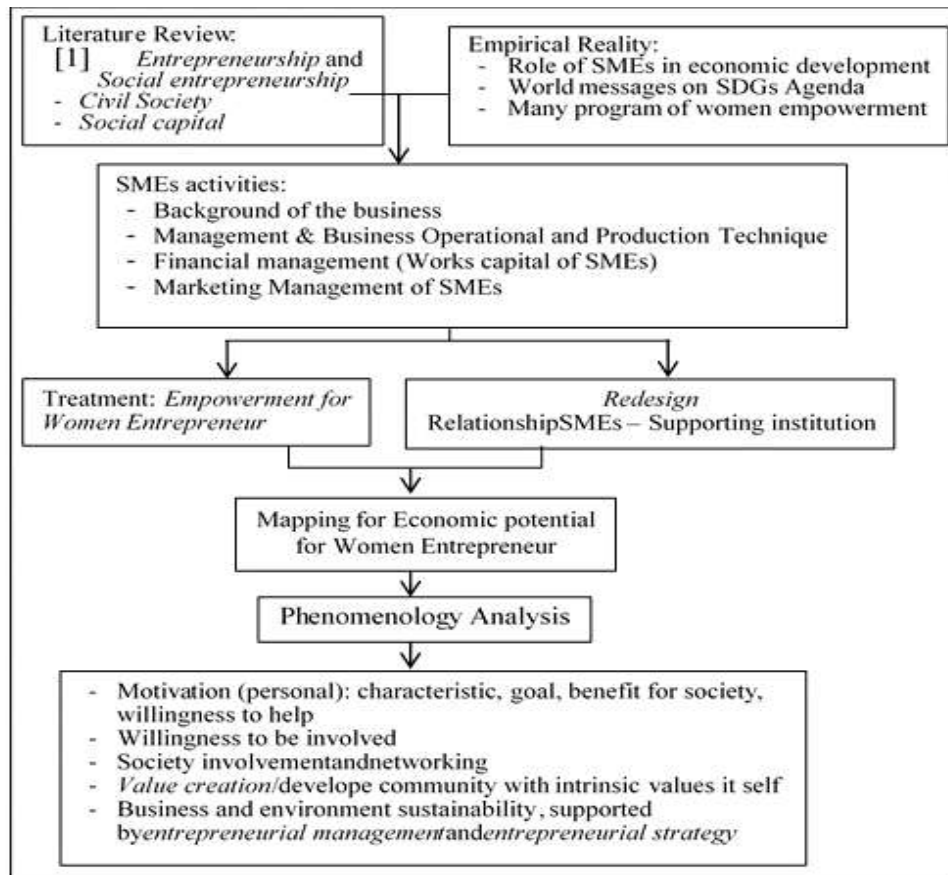 Literature Review:
[1] Entrepreneurship and
Social entrepreneurship
- Civil Society
- Social capital
Empirical Reality:
- Role of SMEs in economic development
- World messages on SDGs Agenda
- Many program of women empowerment
SMEs activities:
- Background of the business
- Management & Business Operational and Production Technique
- Financial management (Works capital of SMEs)
- Marketing Management of SMEs
Treatment: Empowerment for
Women Entrepreneur
Redesign
RelationshipSMEs – Supporting institution
Mapping for Economic potential
for Women Entrepreneur
Phenomenology Analysis
- Motivation (personal): characteristic, goal, benefit for society,
willingness to help
- Willingness to be involved
- Society involvementandnetworking
- Value creation/develope community with intrinsic values it self
- Business and environment sustainability, supported
byentrepreneurial managementandentrepreneurial strategy